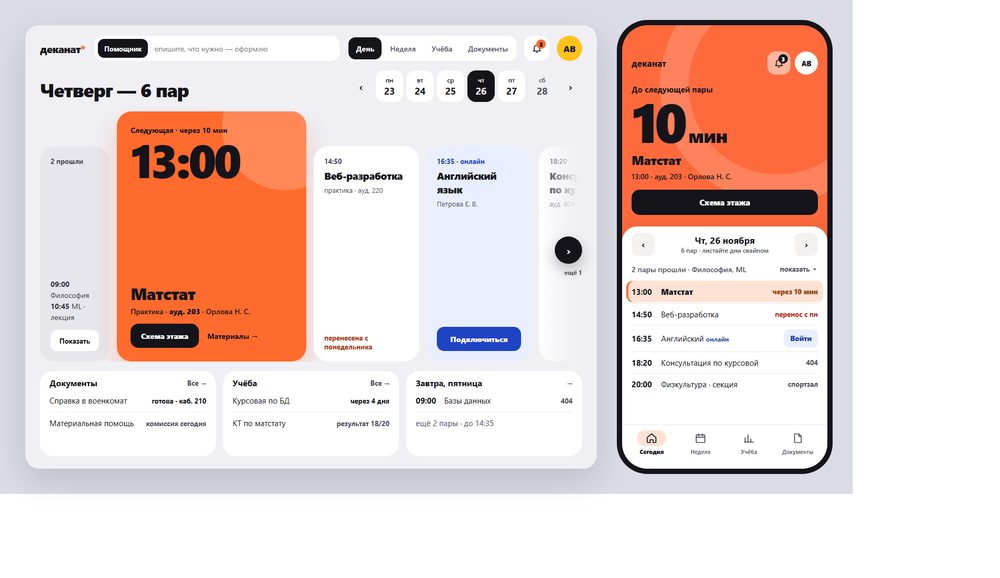 деканат*
Помощник опишите, что нужно — оформлю
День Неделя Учёба Документы
3
АВ
Четверг — 6 пар
‹ пн 23 вт 24 ср 25 чт 26 пт 27 сб 28 ›
2 прошли
09:00
Философия
10:45 ML ·
лекция
Показать
Следующая · через 10 мин
13:00
Матстат
Практика · ауд. 203 · Орлова Н. С.
Схема этажа Материалы →
14:50
Веб-разработка
практика · ауд. 220
перенесена с
понедельника
16:35 · онлайн
Английский
язык
Петрова Е. В.
Подключиться
18:20
по
ауд.
›
ещё 1
Документы Все →
Справка в военкомат готова · каб. 210
Материальная помощь комиссия сегодня
Учёба Все →
Курсовая по БД через 4 дня
КТ по матстату результат 18/20
Завтра, пятница →
09:00 Базы данных 404
ещё 2 пары · до 14:35
деканат
3
АВ
До следующей пары
10 мин
Матстат
13:00 · ауд. 203 · Орлова Н. С.
Схема этажа
‹ Чт, 26 ноября ›
6 пар · листайте дни свайпом
2 пары прошли · Философия, ML показать
13:00 Матстат через 10 мин
14:50 Веб-разработка перенос с пн
16:35 Английский онлайн Войти
18:20 Консультация по курсовой 404
20:00 Физкультура · секция спортзал
Сегодня Неделя Учёба Документы